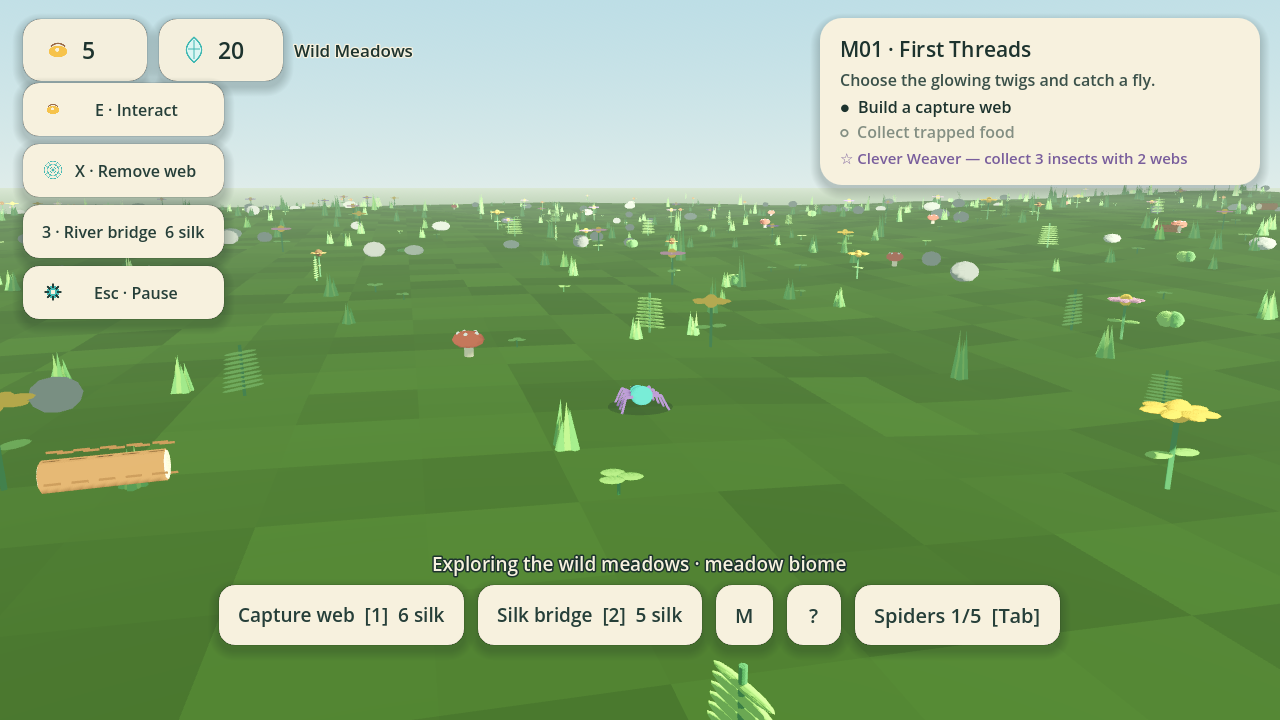 5
20
Wild Meadows
E · Interact
X · Remove web
3 · River bridge 6 silk
Esc · Pause
M01 · First Threads
Choose the glowing twigs and catch a fly.
Build a capture web
Collect trapped food
☆ Clever Weaver — collect 3 insects with 2 webs
Exploring the wild meadows · meadow biome
Capture web [1] 6 silk
Silk bridge [2] 5 silk
M
?
Spiders 1/5 [Tab]